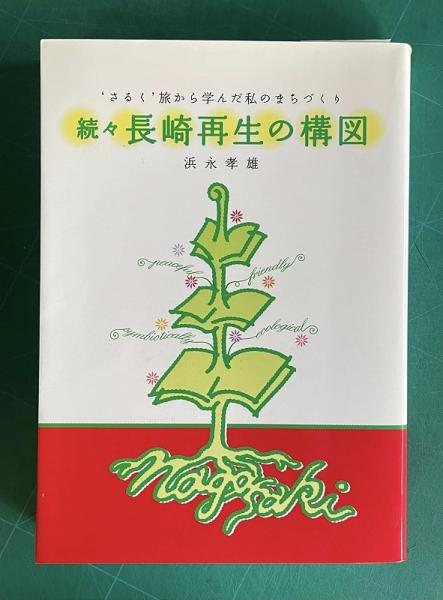 ‘さるく’旅から学んだ私のまちづくり
続々長崎再生の構図
浜永孝雄
peaceful
friendly
symbiotically
ecological
nagasaki